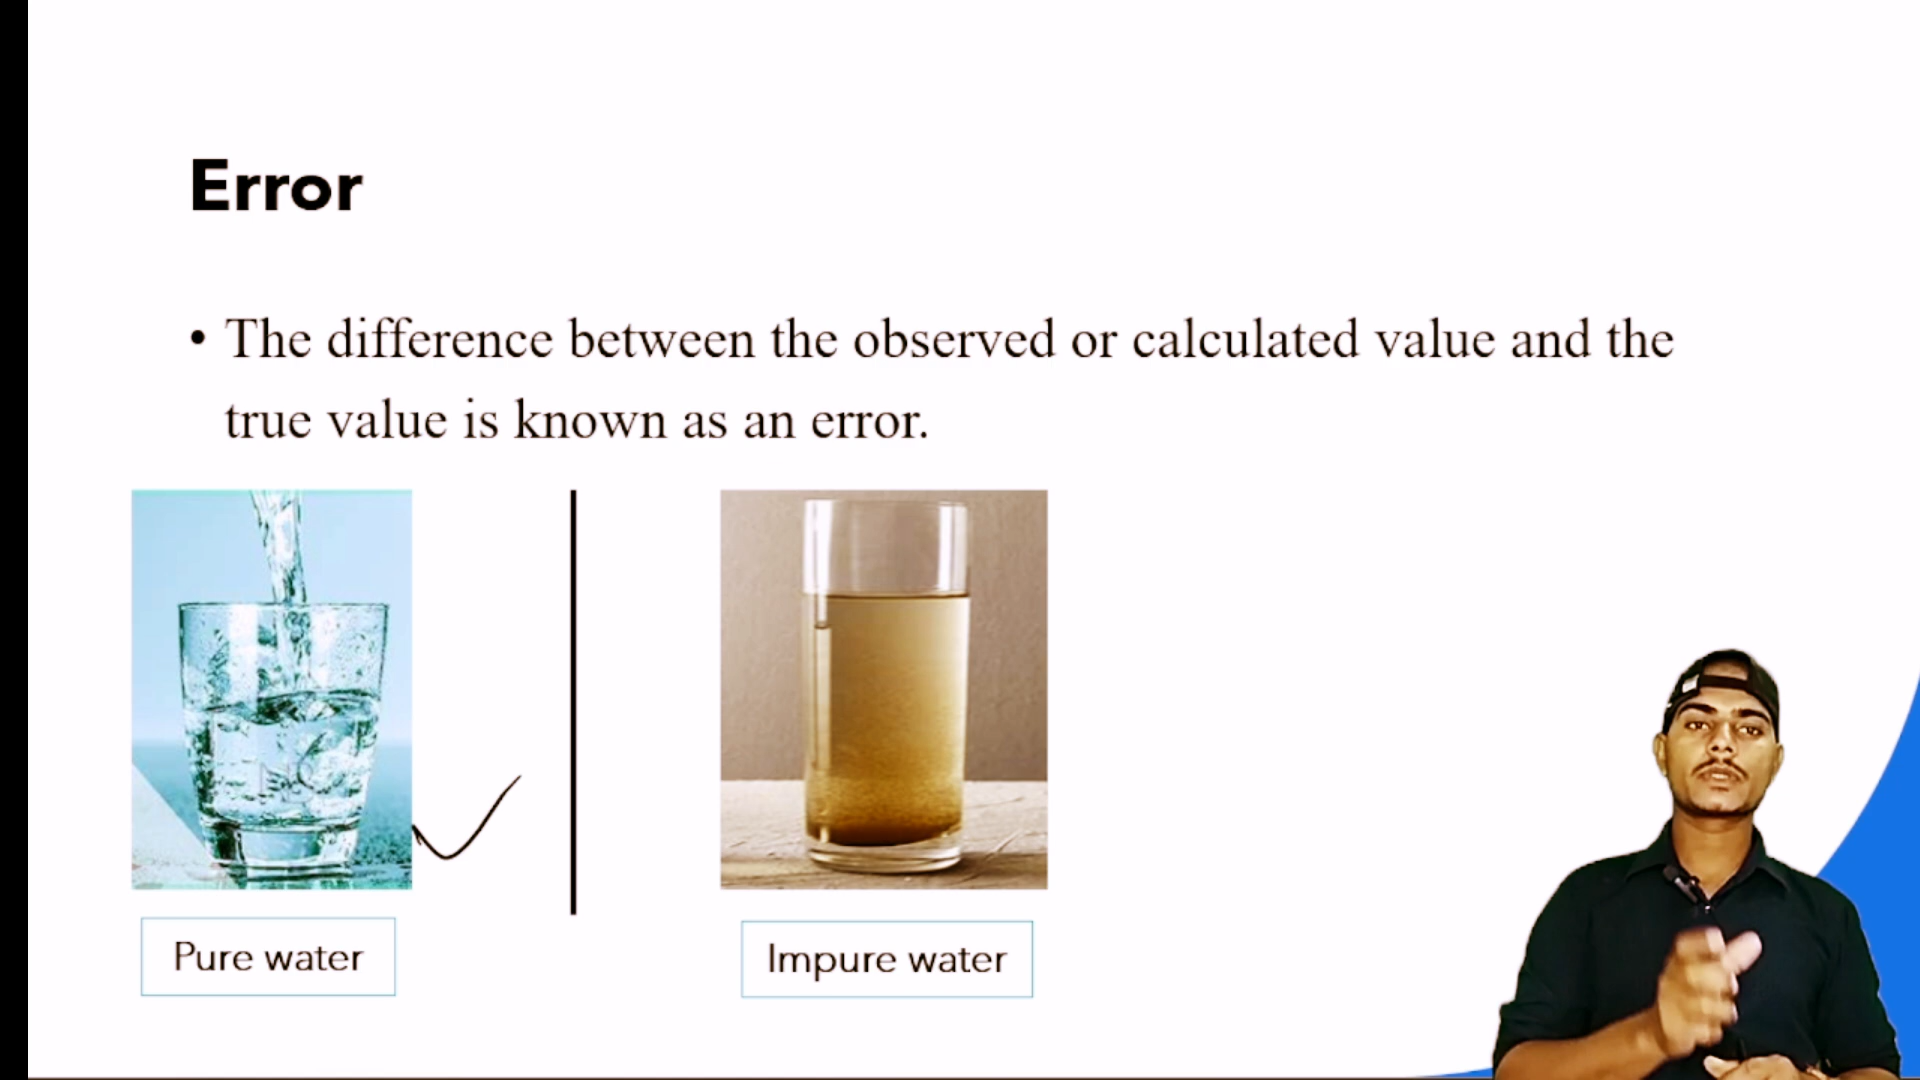 Error
• The difference between the observed or calculated value and the
true value is known as an error.
Pure water
Impure water